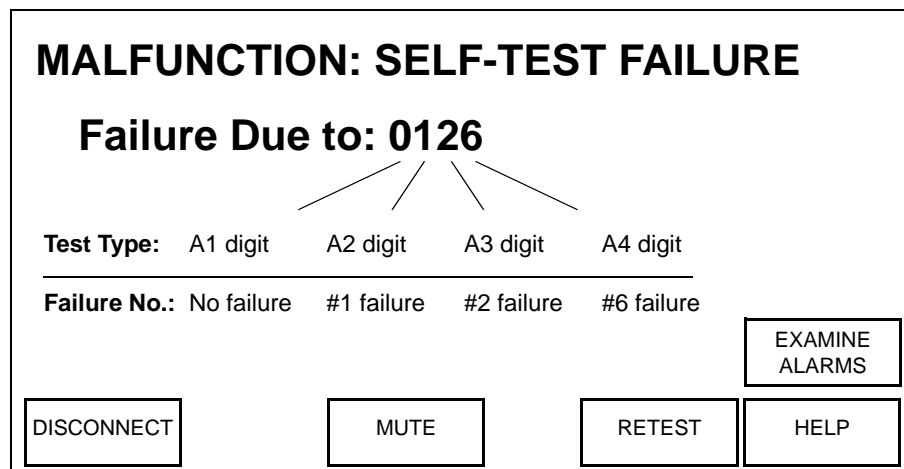 MALFUNCTION: SELF-TEST FAILURE
Failure Due to: 0126
Test Type: A1 digit A2 digit A3 digit A4 digit
Failure No.: No failure #1 failure #2 failure #6 failure
EXAMINE
ALARMS
DISCONNECT MUTE RETEST HELP